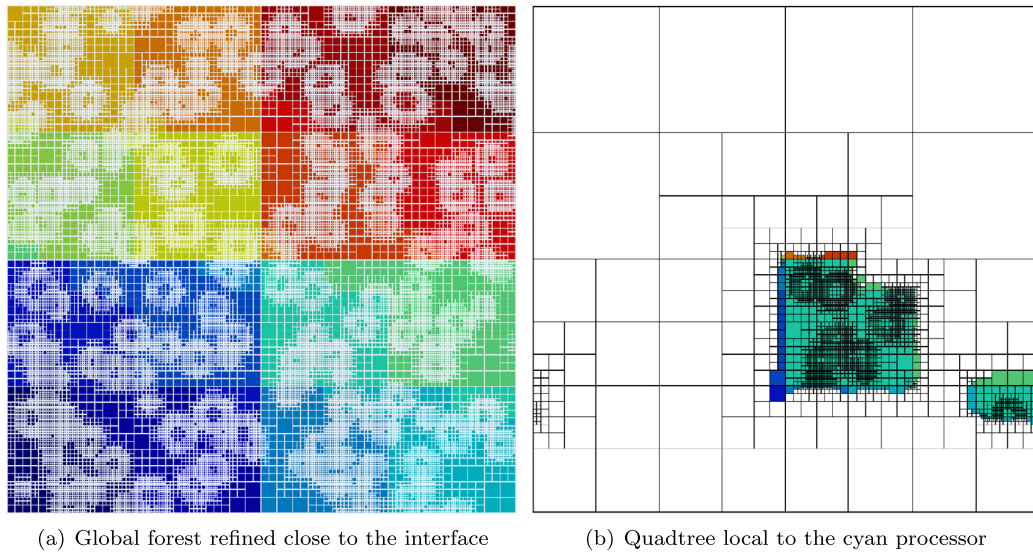 (a) Global forest refined close to the interface
(b) Quadtree local to the cyan processor